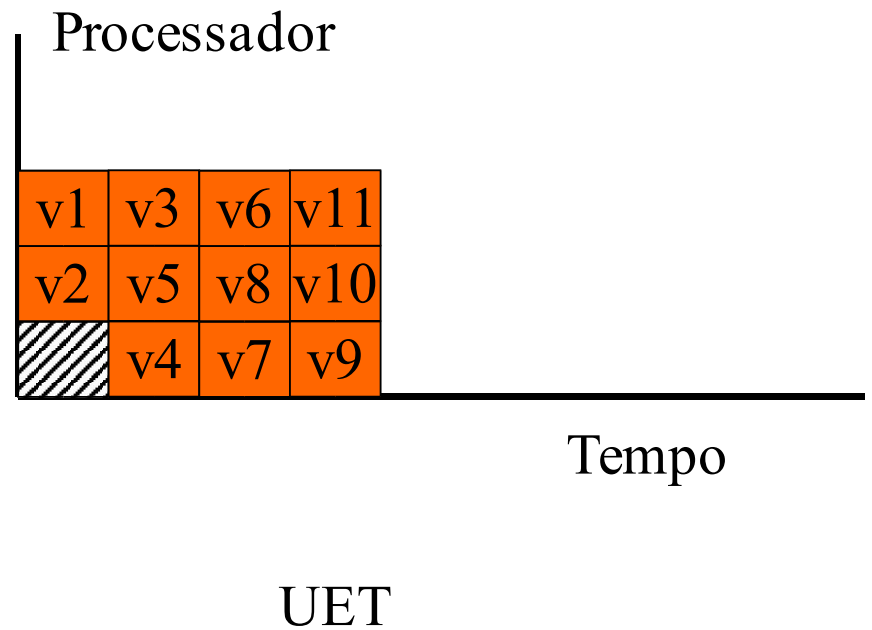 Processador
v1 v3 v6 v11
v2 v5 v8 v10
v4 v7 v9
Tempo
UET